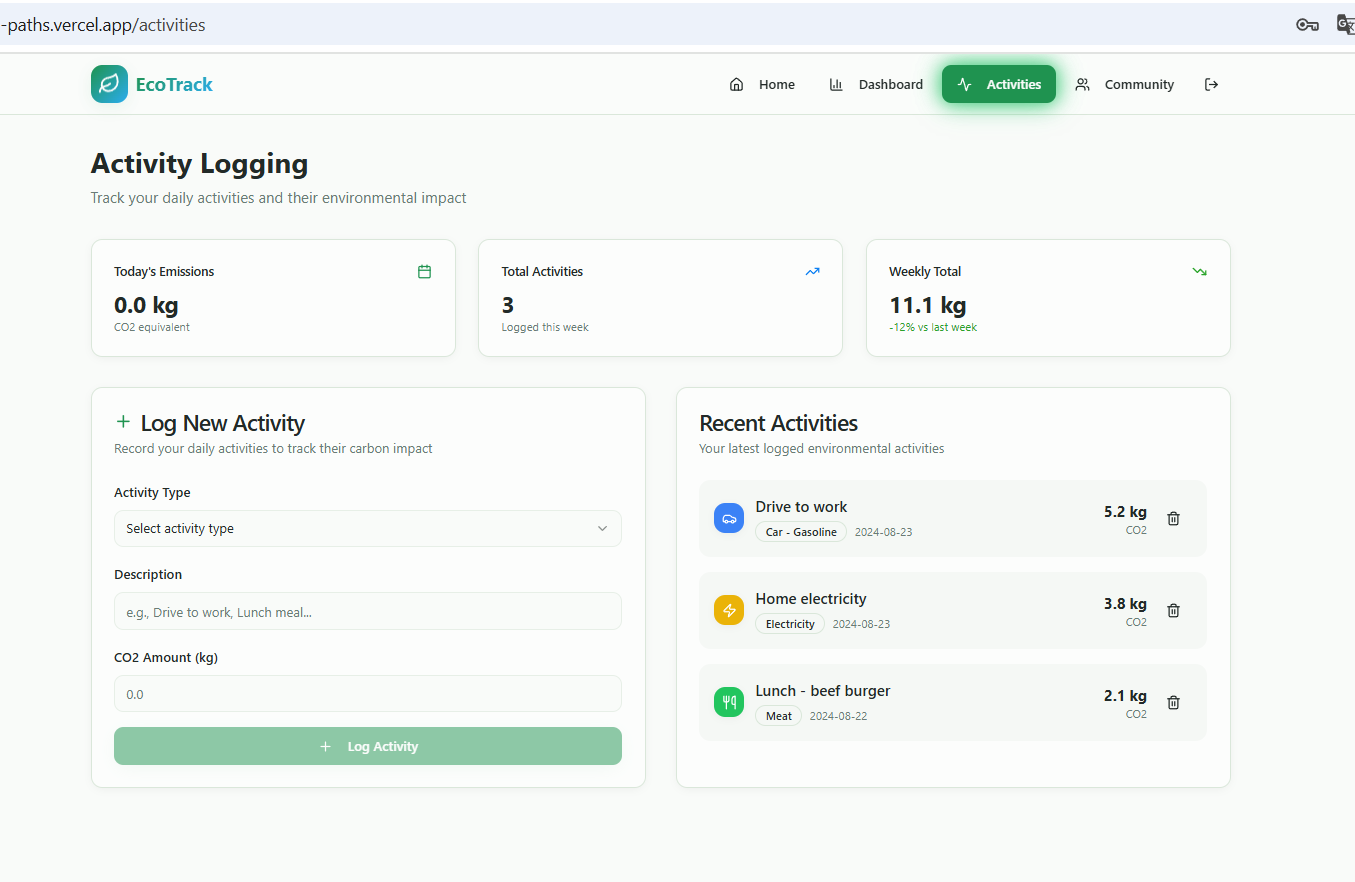 -paths.vercel.app/activities
EcoTrack
Home
Dashboard
Activities
Community
Activity Logging
Track your daily activities and their environmental impact
Today's Emissions
0.0 kg
CO2 equivalent
Total Activities
3
Logged this week
Weekly Total
11.1 kg
-12% vs last week
Log New Activity
Record your daily activities to track their carbon impact
Activity Type
Select activity type
Description
e.g., Drive to work, Lunch meal...
CO2 Amount (kg)
0.0
+ Log Activity
Recent Activities
Your latest logged environmental activities
Drive to work
5.2 kg
Car - Gasoline 2024-08-23
CO2
Home electricity
3.8 kg
Electricity 2024-08-23
CO2
Lunch - beef burger
2.1 kg
Meat 2024-08-22
CO2